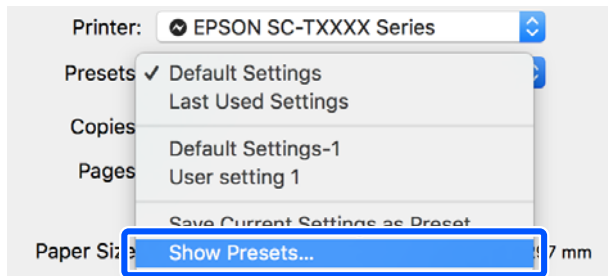 Printer: EPSON SC-TXXXX Series
Presets ✓ Default Settings
Last Used Settings
Copies
Default Settings-1
Pages
User setting 1
Save Current Settings as Preset
Paper Size
Show Presets...
97 mm